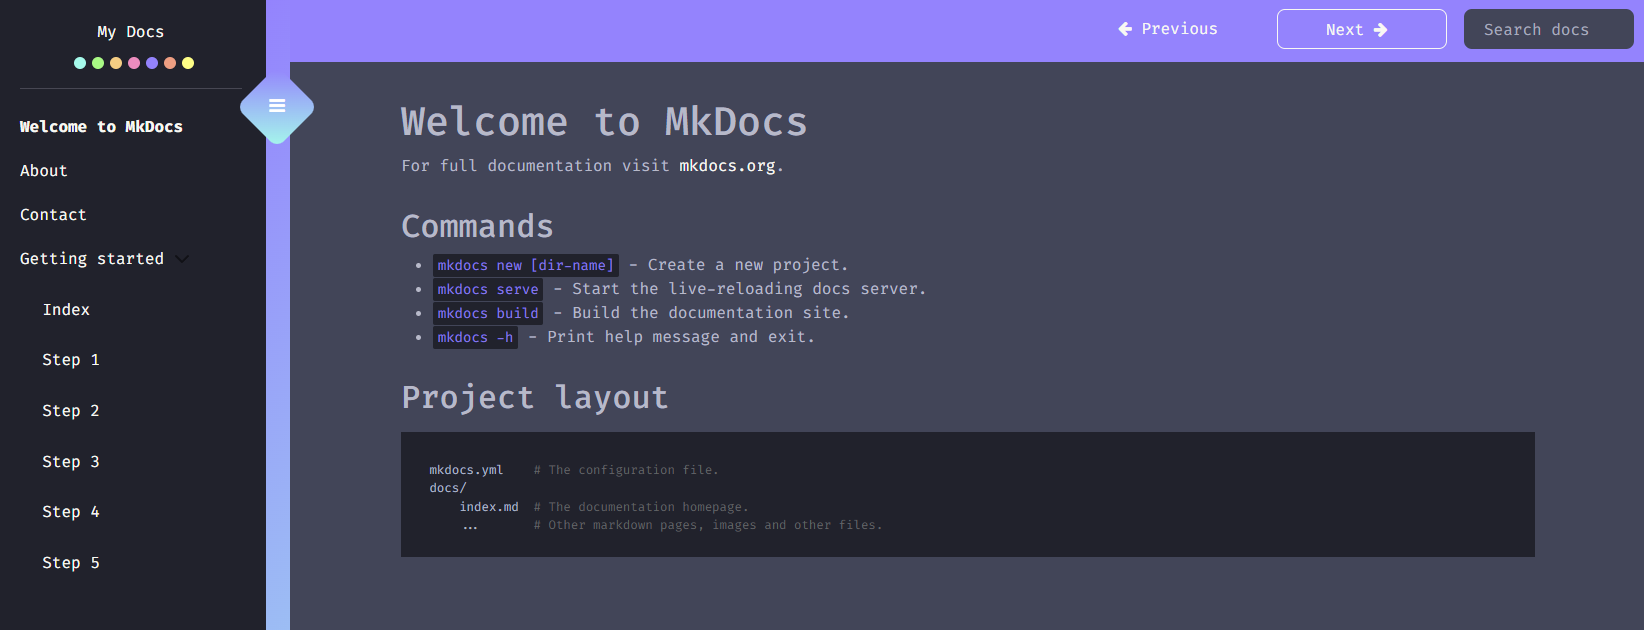 My Docs
Welcome to MkDocs
About
Contact
Getting started
Index
Step 1
Step 2
Step 3
Step 4
Step 5
Previous
Next
Search docs
Welcome to MkDocs
For full documentation visit mkdocs.org.
Commands
mkdocs new [dir-name] - Create a new project.
mkdocs serve - Start the live-reloading docs server.
mkdocs build - Build the documentation site.
mkdocs -h - Print help message and exit.
Project layout
mkdocs.yml # The configuration file.
docs/
index.md # The documentation homepage.
... # Other markdown pages, images and other files.